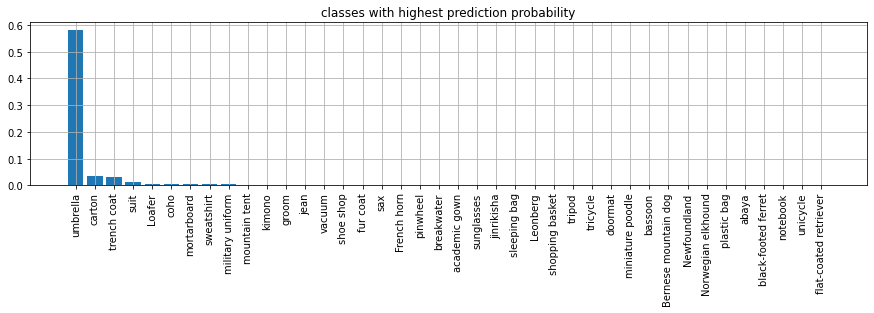 classes with highest prediction probability
0.6
0.5
0.4
0.3
0.2
0.1
0.0
umbrella
carton
trench coat
suit
Loafer
coho
mortarboard
sweatshirt
military uniform
mountain tent
kimono
groom
jean
vacuum
shoe shop
fur coat
sax
French horn
pinwheel
breakwater
academic gown
sunglasses
jinrikisha
sleeping bag
Leonberg
shopping basket
tripod
tricycle
doormat
miniature poodle
bassoon
Bernese mountain dog
Newfoundland
Norwegian elkhound
plastic bag
abaya
black-footed ferret
notebook
unicycle
flat-coated retriever